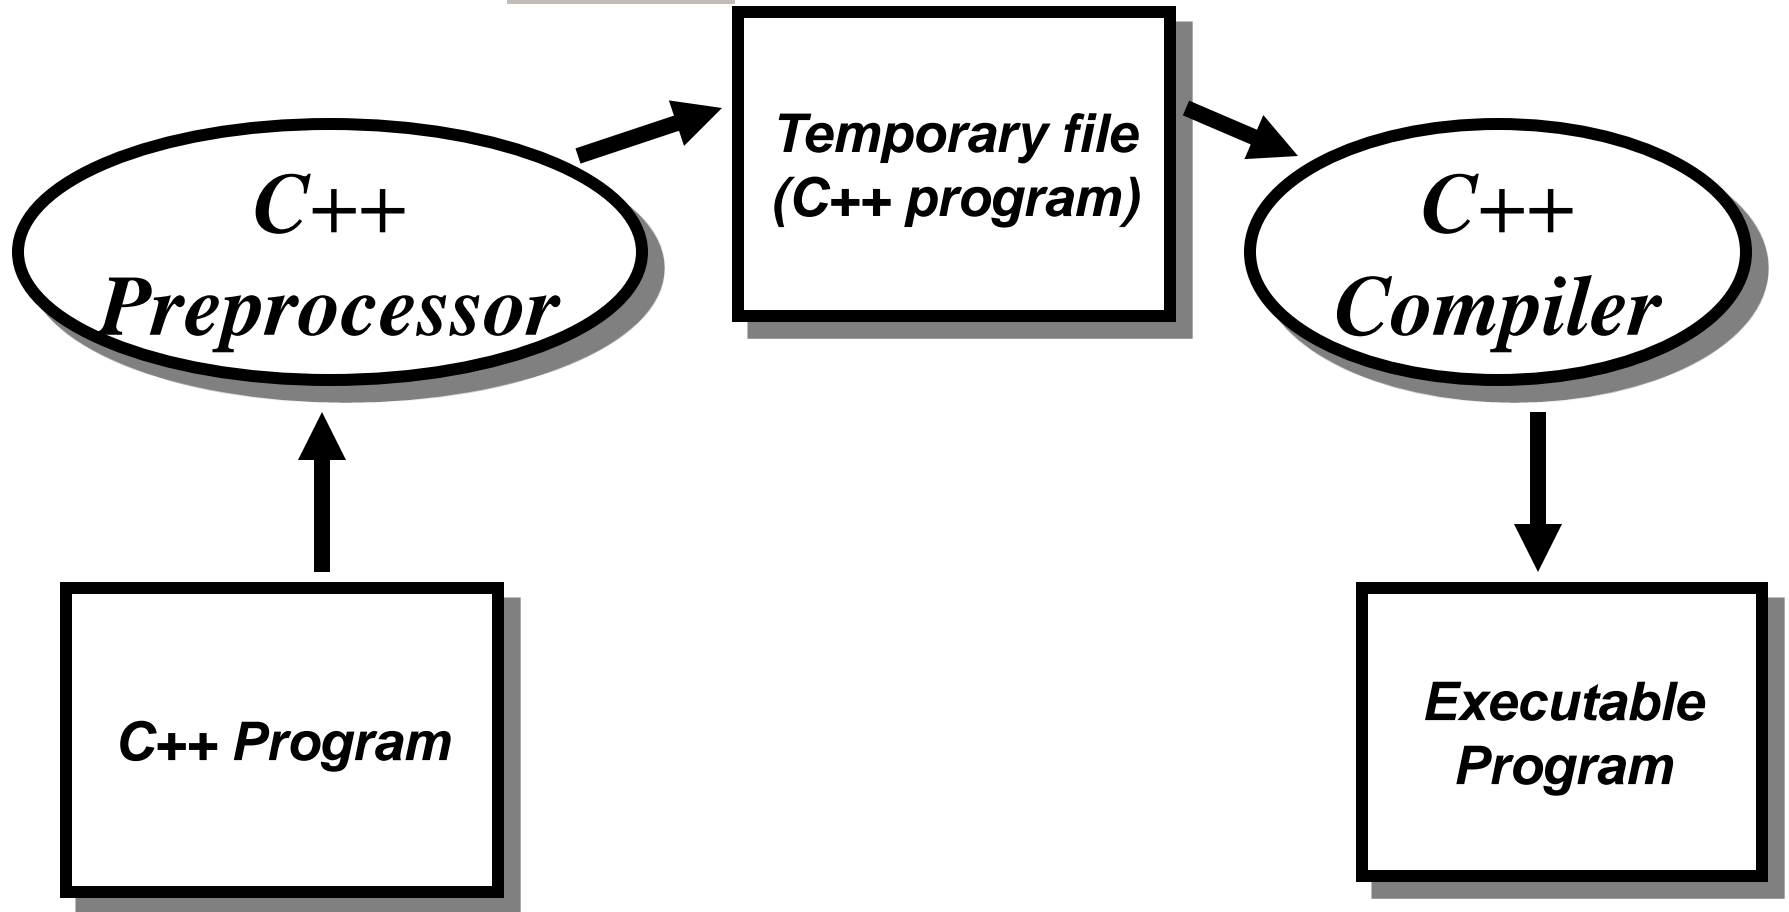 C++
Preprocessor
Temporary file
(C++ program)
C++
Compiler
C++ Program
Executable
Program